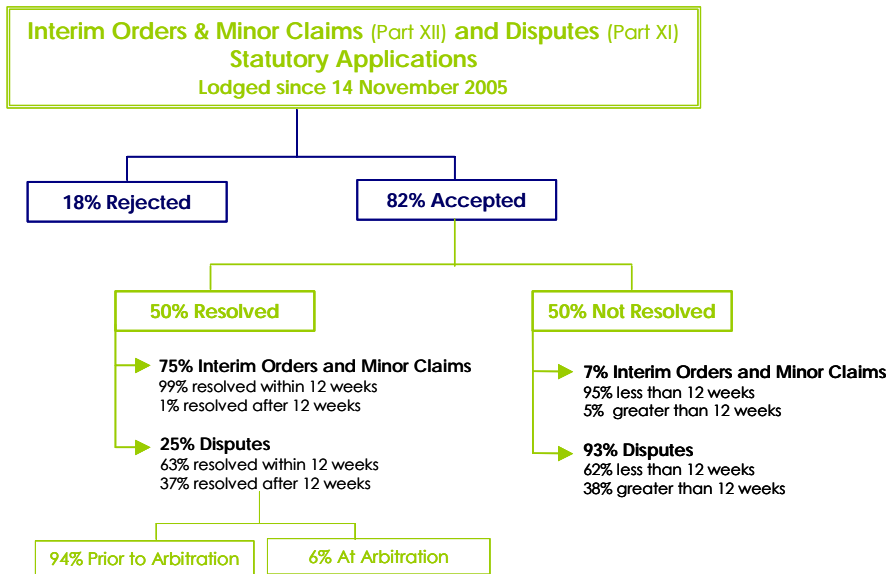 Interim Orders & Minor Claims (Part XII) and Disputes (Part XI)
Statutory Applications
Lodged since 14 November 2005
18% Rejected
82% Accepted
50% Resolved
50% Not Resolved
75% Interim Orders and Minor Claims
99% resolved within 12 weeks
1% resolved after 12 weeks
25% Disputes
63% resolved within 12 weeks
37% resolved after 12 weeks
7% Interim Orders and Minor Claims
95% less than 12 weeks
5% greater than 12 weeks
93% Disputes
62% less than 12 weeks
38% greater than 12 weeks
94% Prior to Arbitration
6% At Arbitration